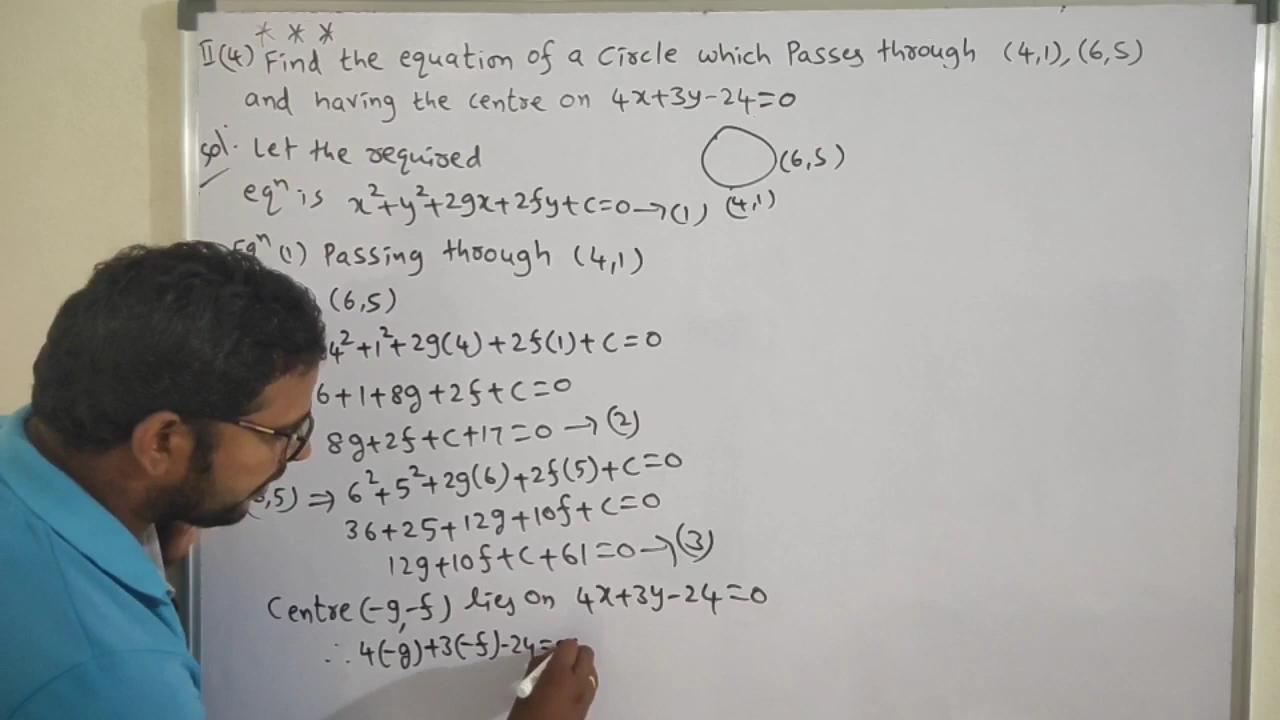 * * *
II(4) Find the equation of a Circle which Passes through (4,1), (6,5)
and having the centre on 4x+3y-24=0
Sol: Let the required
eqⁿ is x²+y²+2gx+2fy+c=0→(1)
(6,5)
(4,1)
Eqⁿ (1) Passing through (4,1)
(6,5)
4²+1²+2g(4)+2f(1)+c=0
6+1+8g+2f+c=0
8g+2f+c+17=0→(2)
,5)⇒ 6²+5²+2g(6)+2f(5)+c=0
36+25+12g+10f+c=0
12g+10f+c+61=0→(3)
Centre(-g,-f) lies on 4x+3y-24=0
∴ 4(-g)+3(-f)-24=